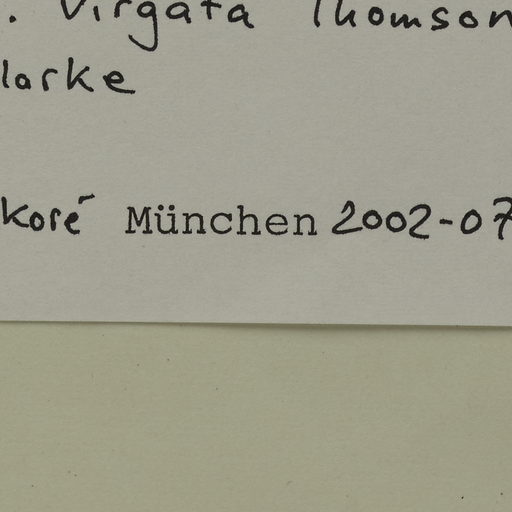 . virgata Thomson
larke
Koré München 2002-07